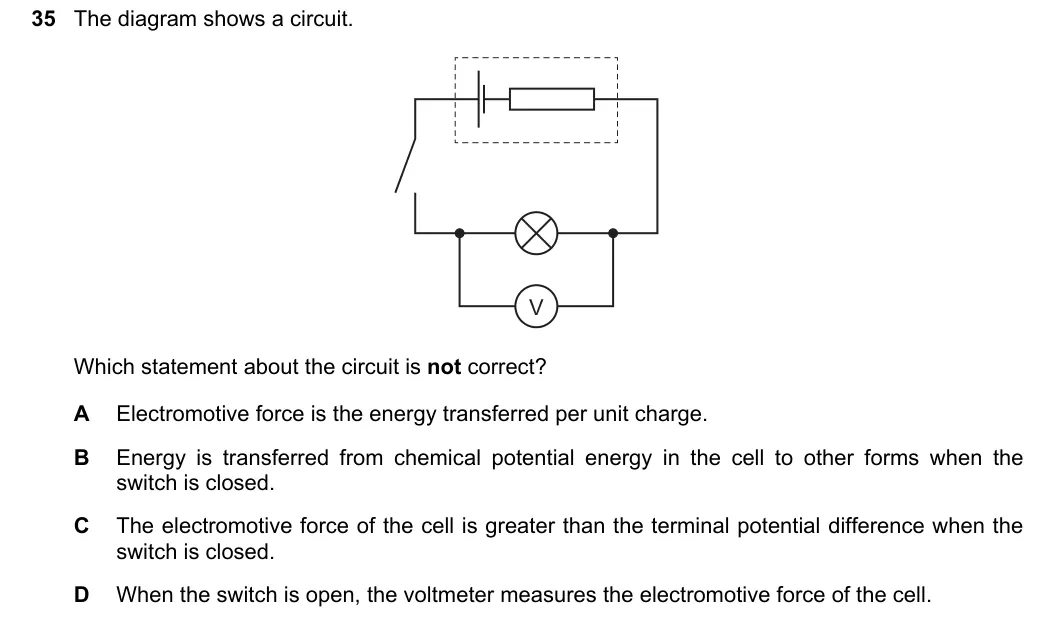 35 The diagram shows a circuit.
V
Which statement about the circuit is not correct?
A Electromotive force is the energy transferred per unit charge.
B Energy is transferred from chemical potential energy in the cell to other forms when the
switch is closed.
C The electromotive force of the cell is greater than the terminal potential difference when the
switch is closed.
D When the switch is open, the voltmeter measures the electromotive force of the cell.